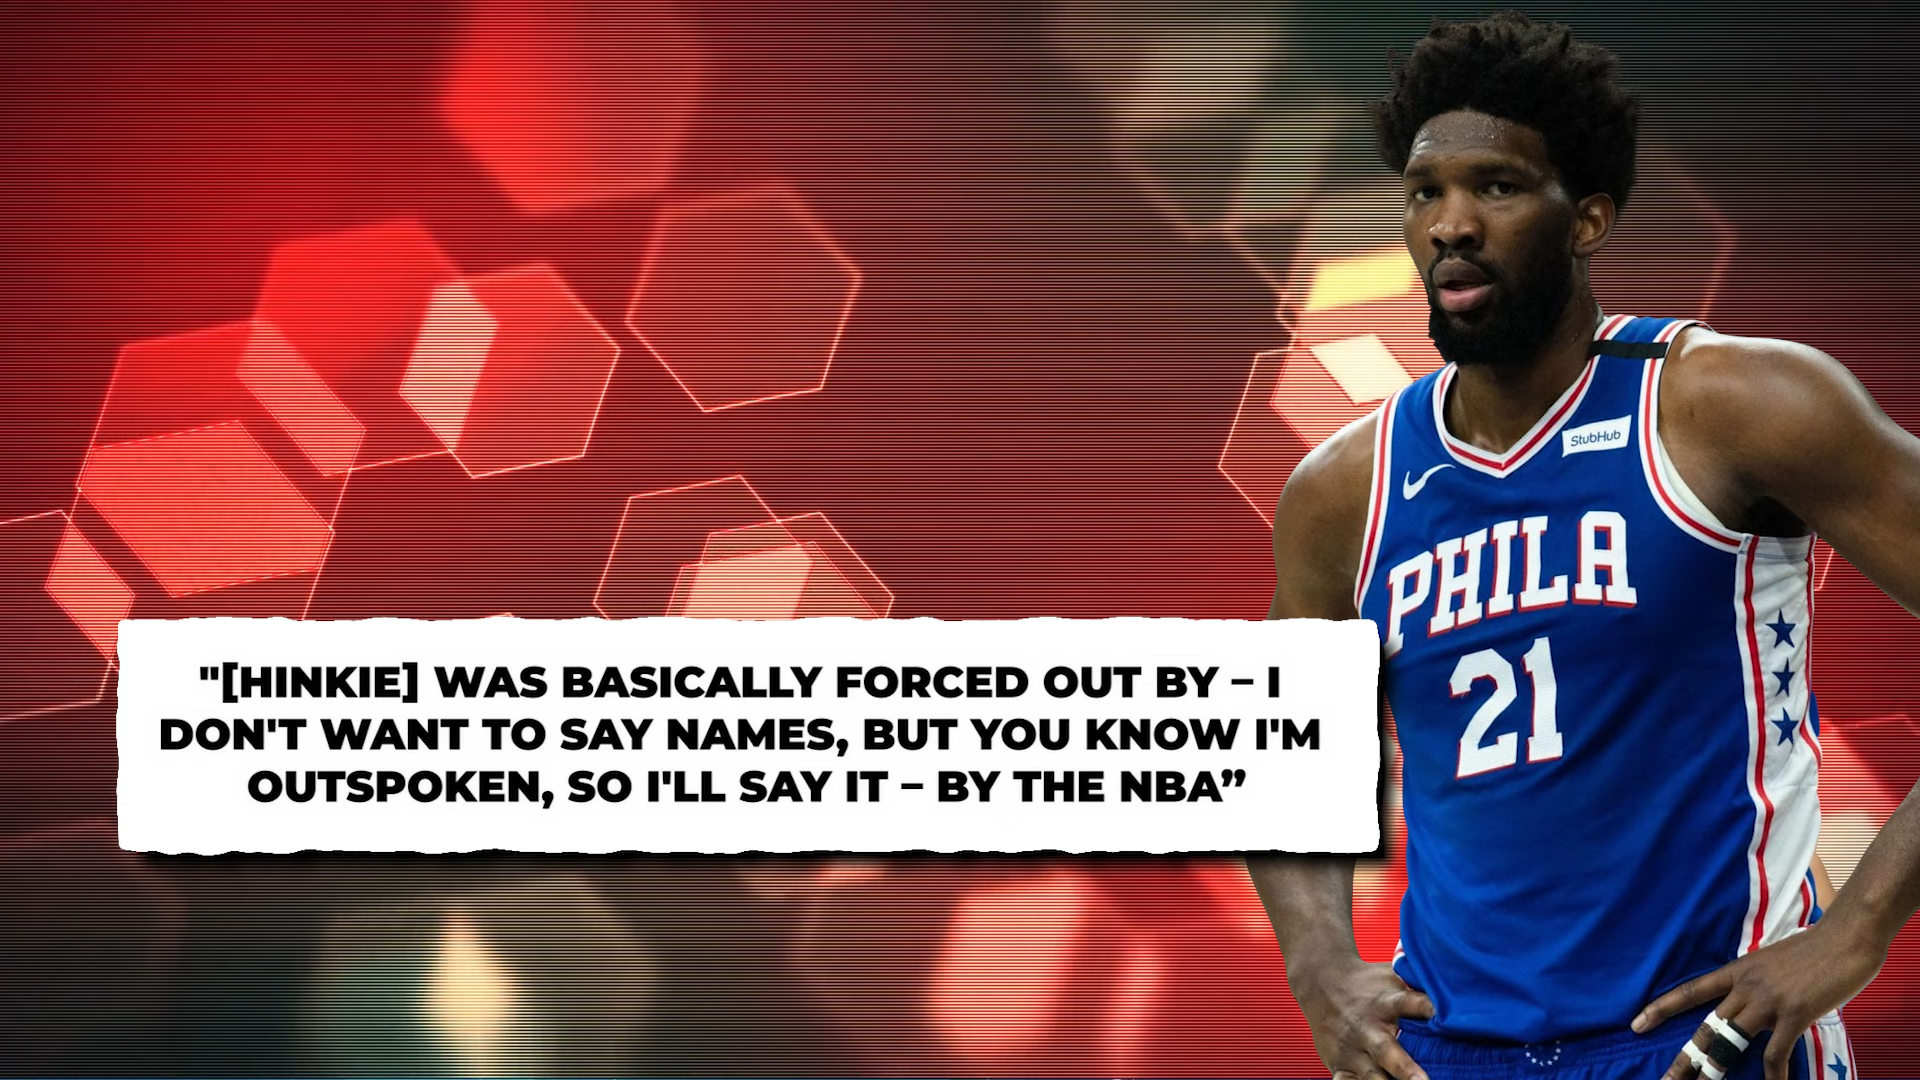 StubHub
PHILA
21
"[HINKIE] WAS BASICALLY FORCED OUT BY – I
DON'T WANT TO SAY NAMES, BUT YOU KNOW I'M
OUTSPOKEN, SO I'LL SAY IT – BY THE NBA”